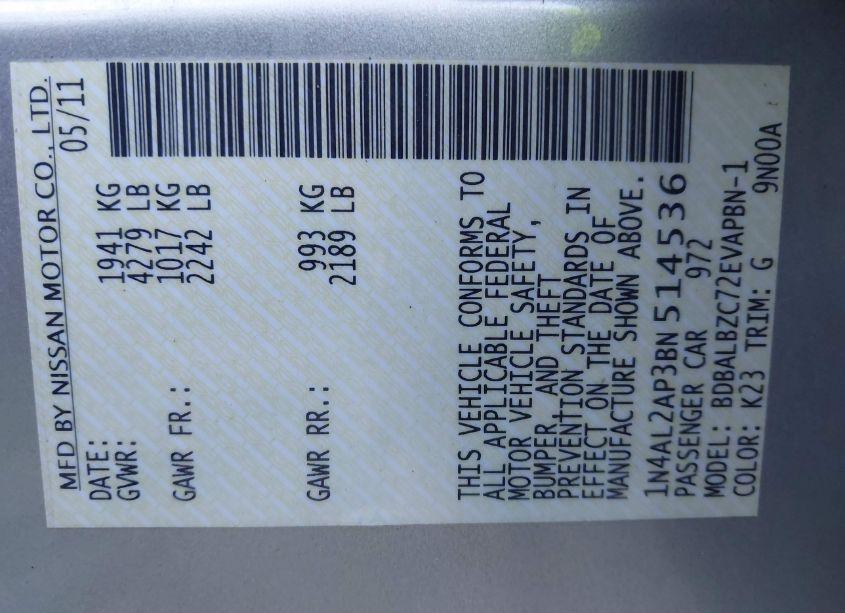 MFD BY NISSAN MOTOR CO., LTD.
DATE: 05/11
GVWR: 1941 KG
4279 LB
GAWR FR.: 1017 KG
2242 LB
GAWR RR.: 993 KG
2189 LB
THIS VEHICLE CONFORMS TO
ALL APPLICABLE FEDERAL
MOTOR VEHICLE SAFETY,
BUMPER, AND THEFT
PREVENTION STANDARDS IN
EFFECT ON THE DATE OF
MANUFACTURE SHOWN ABOVE.
1N4AL2AP3BN514536
PASSENGER CAR 972
MODEL: BDBALBZC72EVAPBN-1
COLOR: K23 TRIM: G 9N00A